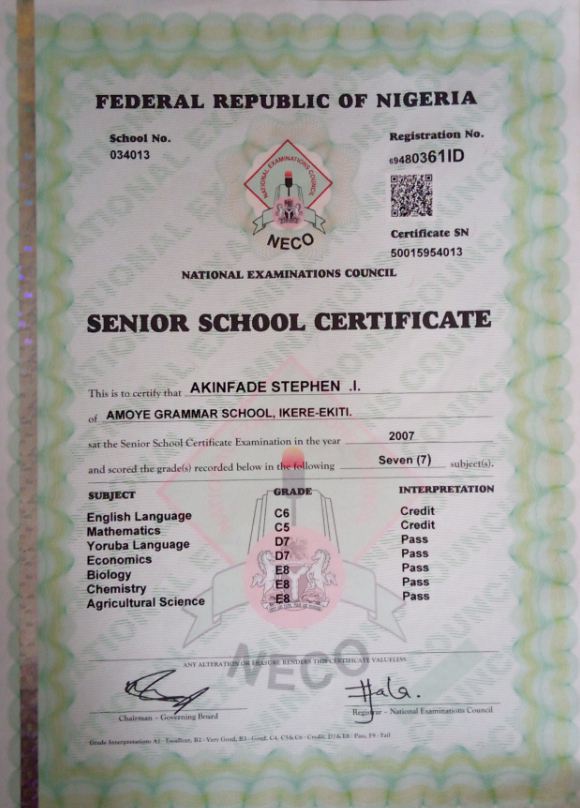 FEDERAL REPUBLIC OF NIGERIA
School No.
034013
Registration No.
69480361ID
NATIONAL EXAMINATIONS COUNCIL
NECO
Certificate SN
50015954013
NATIONAL EXAMINATIONS COUNCIL
SENIOR SCHOOL CERTIFICATE
This is to certify that AKINFADE STEPHEN .I.
of AMOYE GRAMMAR SCHOOL, IKERE-EKITI.
sat the Senior School Certificate Examination in the year 2007
and scored the grade(s) recorded below in the following Seven (7) subject(s).
SUBJECT GRADE INTERPRETATION
English Language C6 Credit
Mathematics C5 Credit
Yoruba Language D7 Pass
Economics D7 Pass
Biology E8 Pass
Chemistry E8 Pass
Agricultural Science E8 Pass
NECO
ANY ALTERATION OR ERASURE RENDERS THIS CERTIFICATE VALUELESS
Chairman - Governing Board
Registrar - National Examinations Council
Grade Interpretation: A1 - Excellent, B2 - Very Good, B3 - Good, C4, C5 & C6 - Credit, D7 & E8 - Pass, F9 - Fail